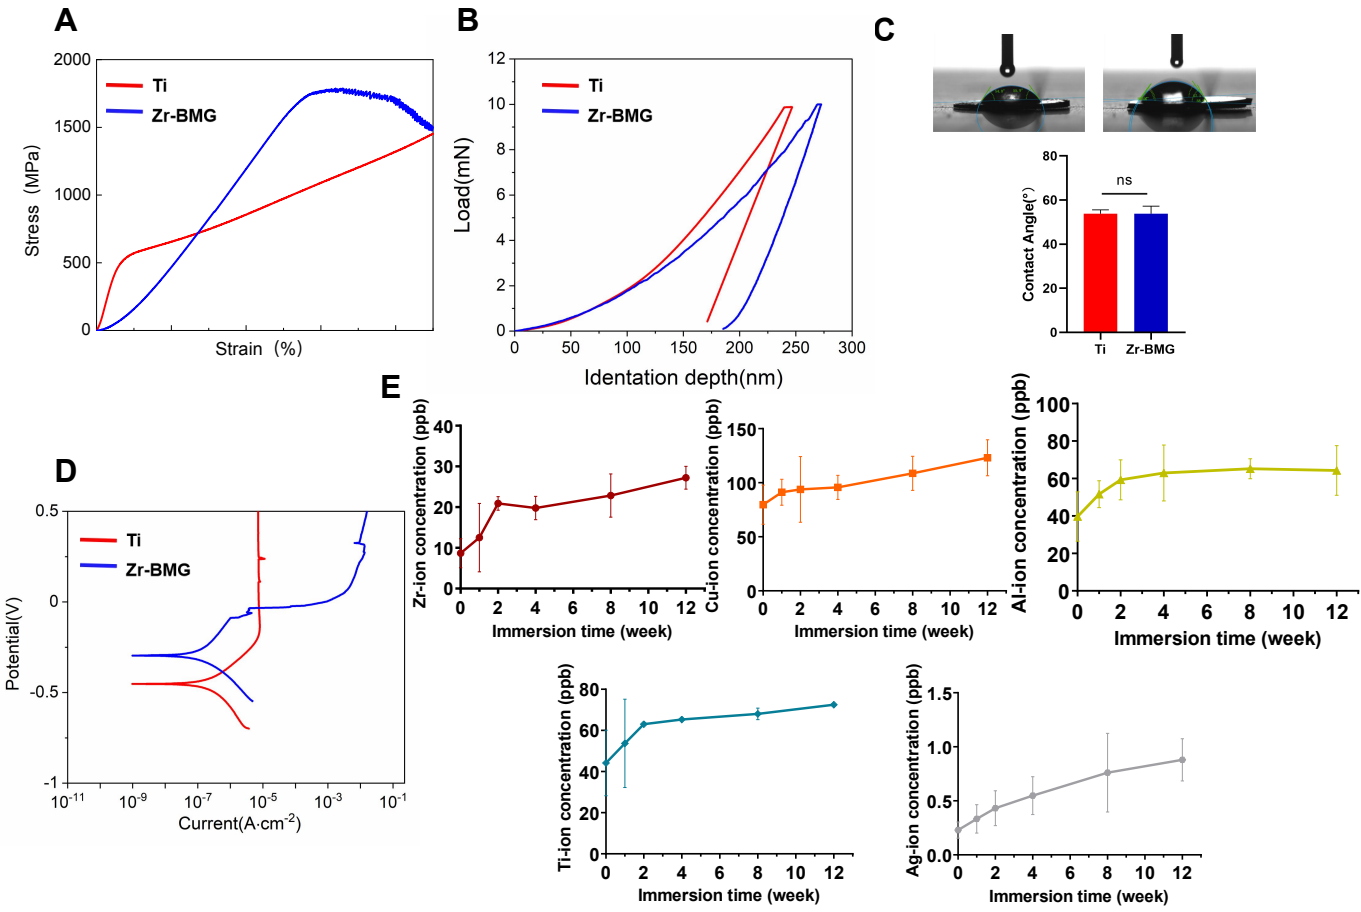 A
2000
1500
1000
500
0
Stress (MPa)
Strain (%)
Ti
Zr-BMG
B
12
10
8
6
4
2
0
Load(mN)
0 50 100 150 200 250 300
Identation depth(nm)
Ti
Zr-BMG
C
80
60
40
20
0
Contact Angle(°)
ns
Ti Zr-BMG
D
0.5
0
-0.5
-1
Potential(V)
10-11 10-9 10-7 10-5 10-3 10-1
Current(A·cm-2)
Ti
Zr-BMG
E
40
30
20
10
0
Zr-ion concentration (ppb)
0 2 4 6 8 10 12
Immersion time (week)
150
100
50
0
Cu-ion concentration (ppb)
0 2 4 6 8 10 12
Immersion time (week)
100
80
60
40
20
0
Al-ion concentration (ppb)
0 2 4 6 8 10 12
Immersion time (week)
80
60
40
20
0
Ti-ion concentration (ppb)
0 2 4 6 8 10 12
Immersion time (week)
1.5
1.0
0.5
0.0
Ag-ion concentration (ppb)
0 2 4 6 8 10 12
Immersion time (week)